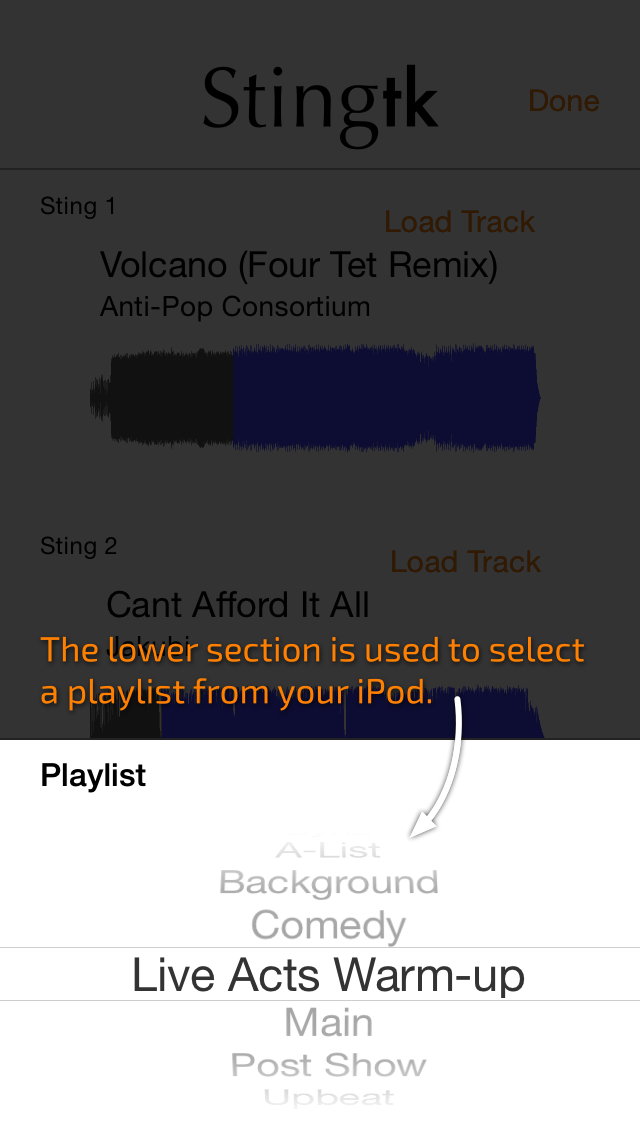 Stingtk
Done
Sting 1
Load Track
Volcano (Four Tet Remix)
Anti-Pop Consortium
Sting 2
Load Track
Cant Afford It All
Jakubi
The lower section is used to select
a playlist from your iPod.
Playlist
A-List
Background
Comedy
Live Acts Warm-up
Main
Post Show
Upbeat